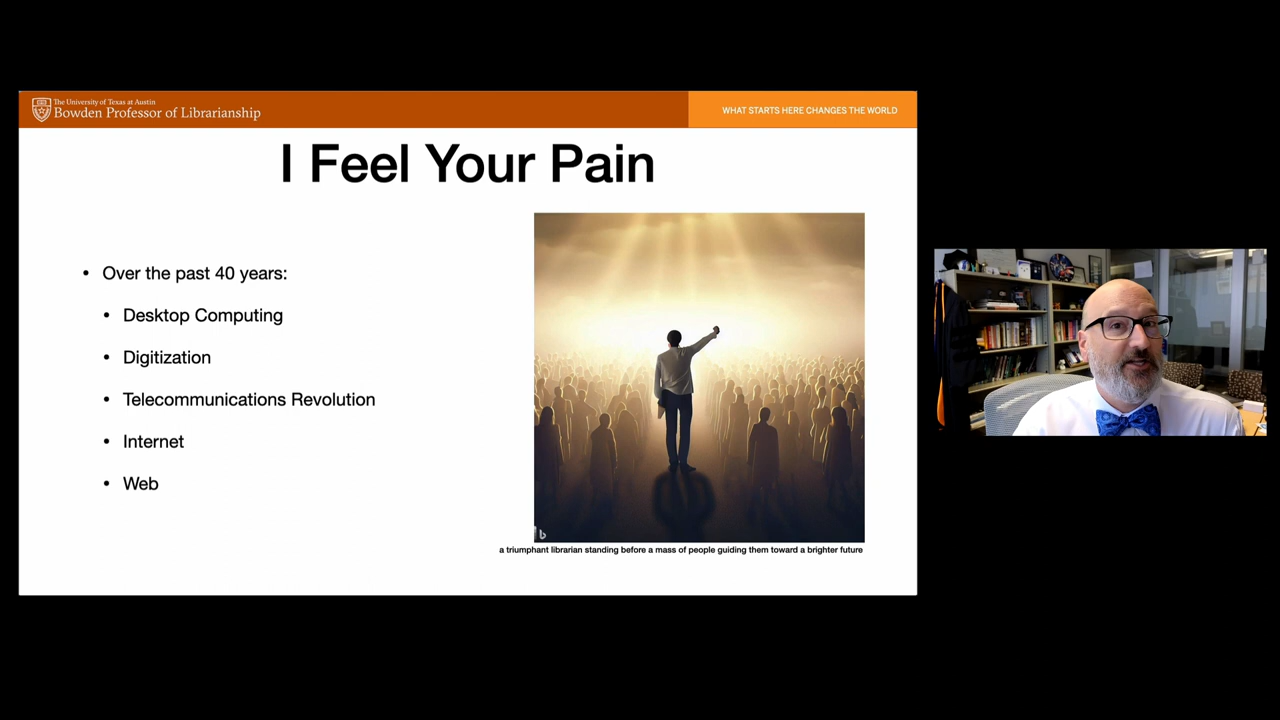 The University of Texas at Austin
Bowden Professor of Librarianship
WHAT STARTS HERE CHANGES THE WORLD
I Feel Your Pain
• Over the past 40 years:
• Desktop Computing
• Digitization
• Telecommunications Revolution
• Internet
• Web
b
a triumphant librarian standing before a mass of people guiding them toward a brighter future